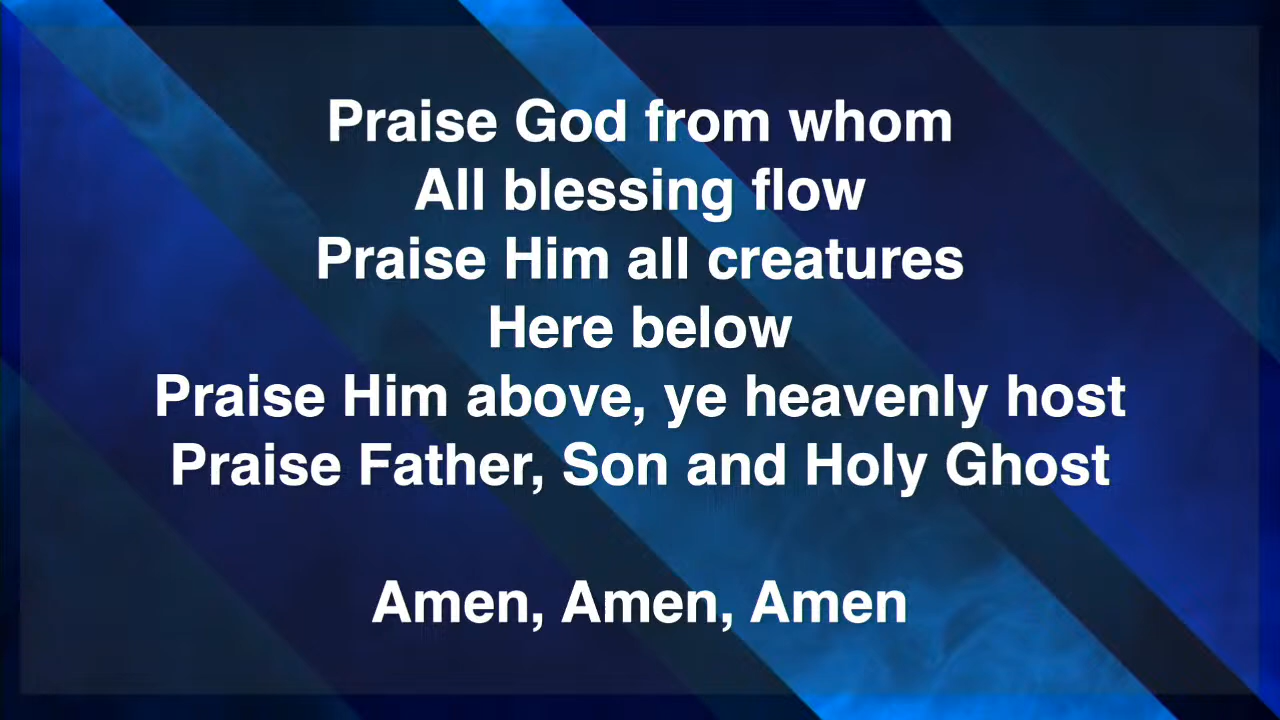 Praise God from whom
All blessing flow
Praise Him all creatures
Here below
Praise Him above, ye heavenly host
Praise Father, Son and Holy Ghost
Amen, Amen, Amen